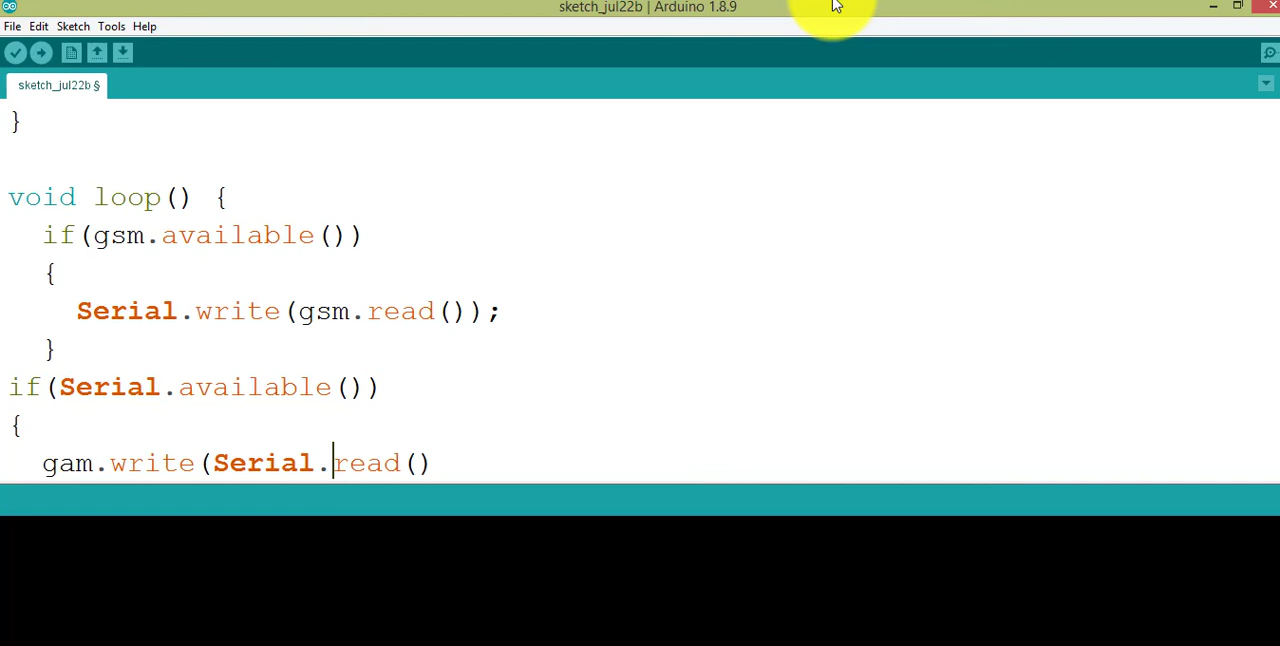 sketch_jul22b | Arduino 1.8.9
File Edit Sketch Tools Help
sketch_jul22b §
}
void loop() {
if(gsm.available())
{
Serial.write(gsm.read());
}
if(Serial.available())
{
gam.write(Serial.read()